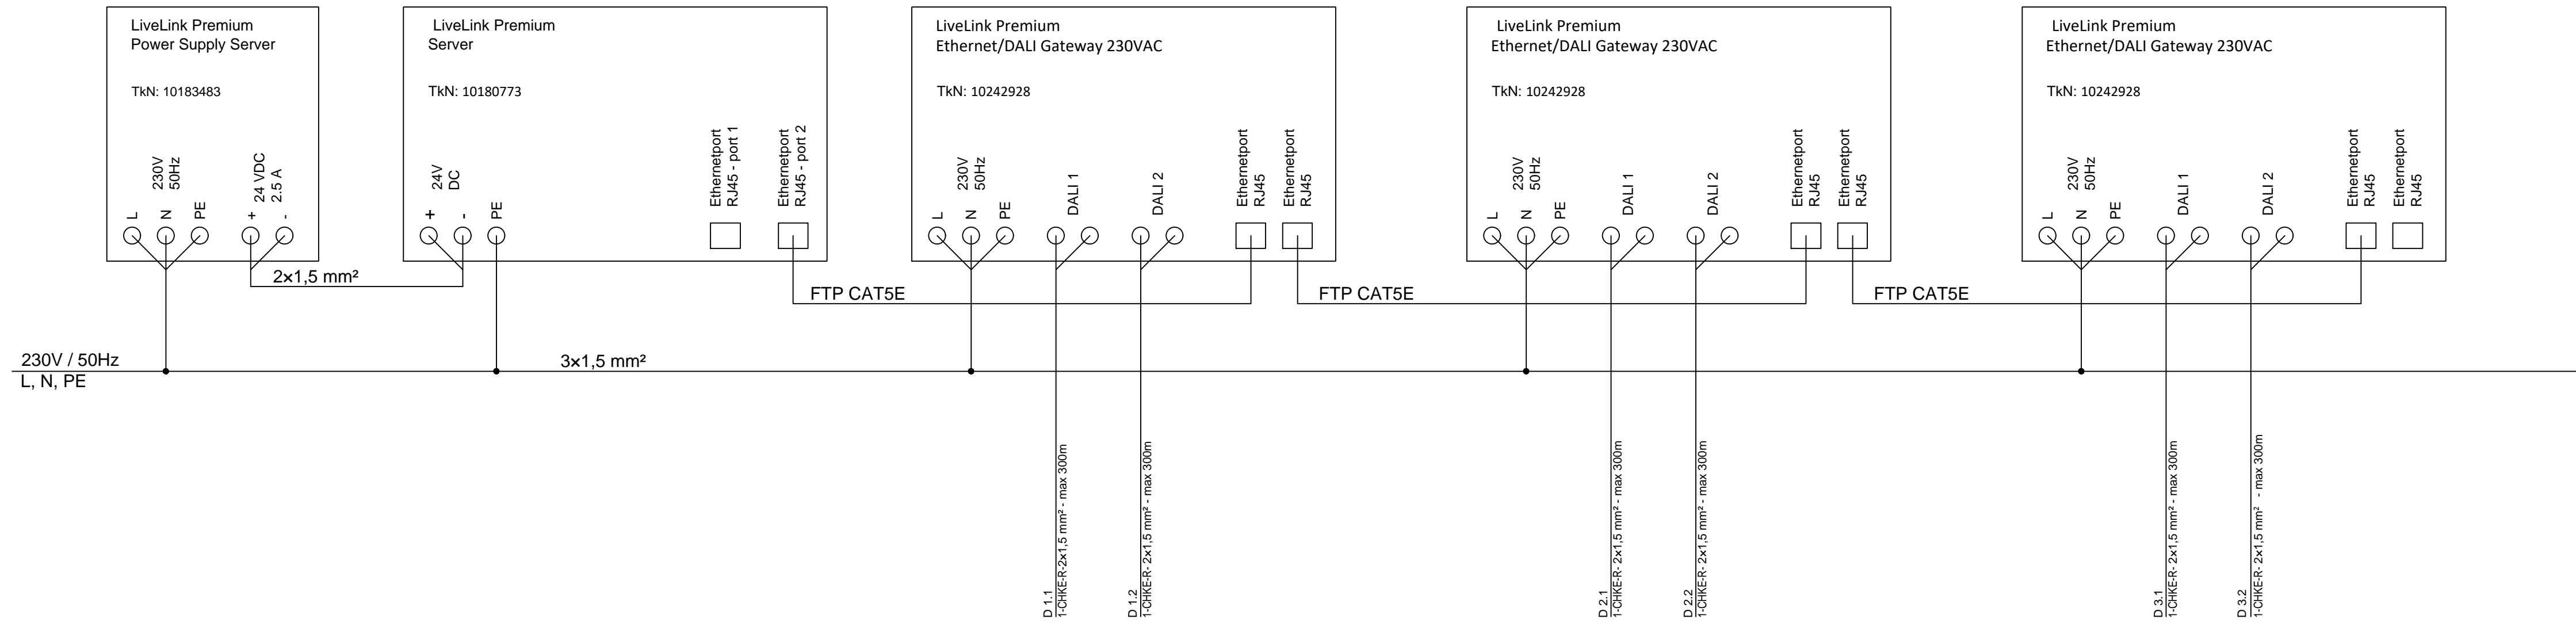 LiveLink Premium
Power Supply Server
TkN: 10183483
230V
50Hz
24 VDC
2.5 A
L
N
PE
+
-
LiveLink Premium
Server
TkN: 10180773
24V
DC
+
-
PE
Ethernetport
RJ45 - port 1
Ethernetport
RJ45 - port 2
LiveLink Premium
Ethernet/DALI Gateway 230VAC
TkN: 10242928
230V
50Hz
L
N
PE
DALI 1
DALI 2
Ethernetport
RJ45
Ethernetport
RJ45
LiveLink Premium
Ethernet/DALI Gateway 230VAC
TkN: 10242928
230V
50Hz
L
N
PE
DALI 1
DALI 2
Ethernetport
RJ45
Ethernetport
RJ45
LiveLink Premium
Ethernet/DALI Gateway 230VAC
TkN: 10242928
230V
50Hz
L
N
PE
DALI 1
DALI 2
Ethernetport
RJ45
Ethernetport
RJ45
2×1,5 mm²
FTP CAT5E
FTP CAT5E
FTP CAT5E
230V / 50Hz
L, N, PE
3×1,5 mm²
D 1.1
1-CHKE-R-2×1,5 mm² - max 300m
D 1.2
1-CHKE-R- 2×1,5 mm² - max 300m
D 2.1
1-CHKE-R- 2×1,5 mm² - max 300m
D 2.2
1-CHKE-R- 2×1,5 mm² - max 300m
D 3.1
1-CHKE-R- 2×1,5 mm² - max 300m
D 3.2
1-CHKE-R- 2×1,5 mm² - max 300m